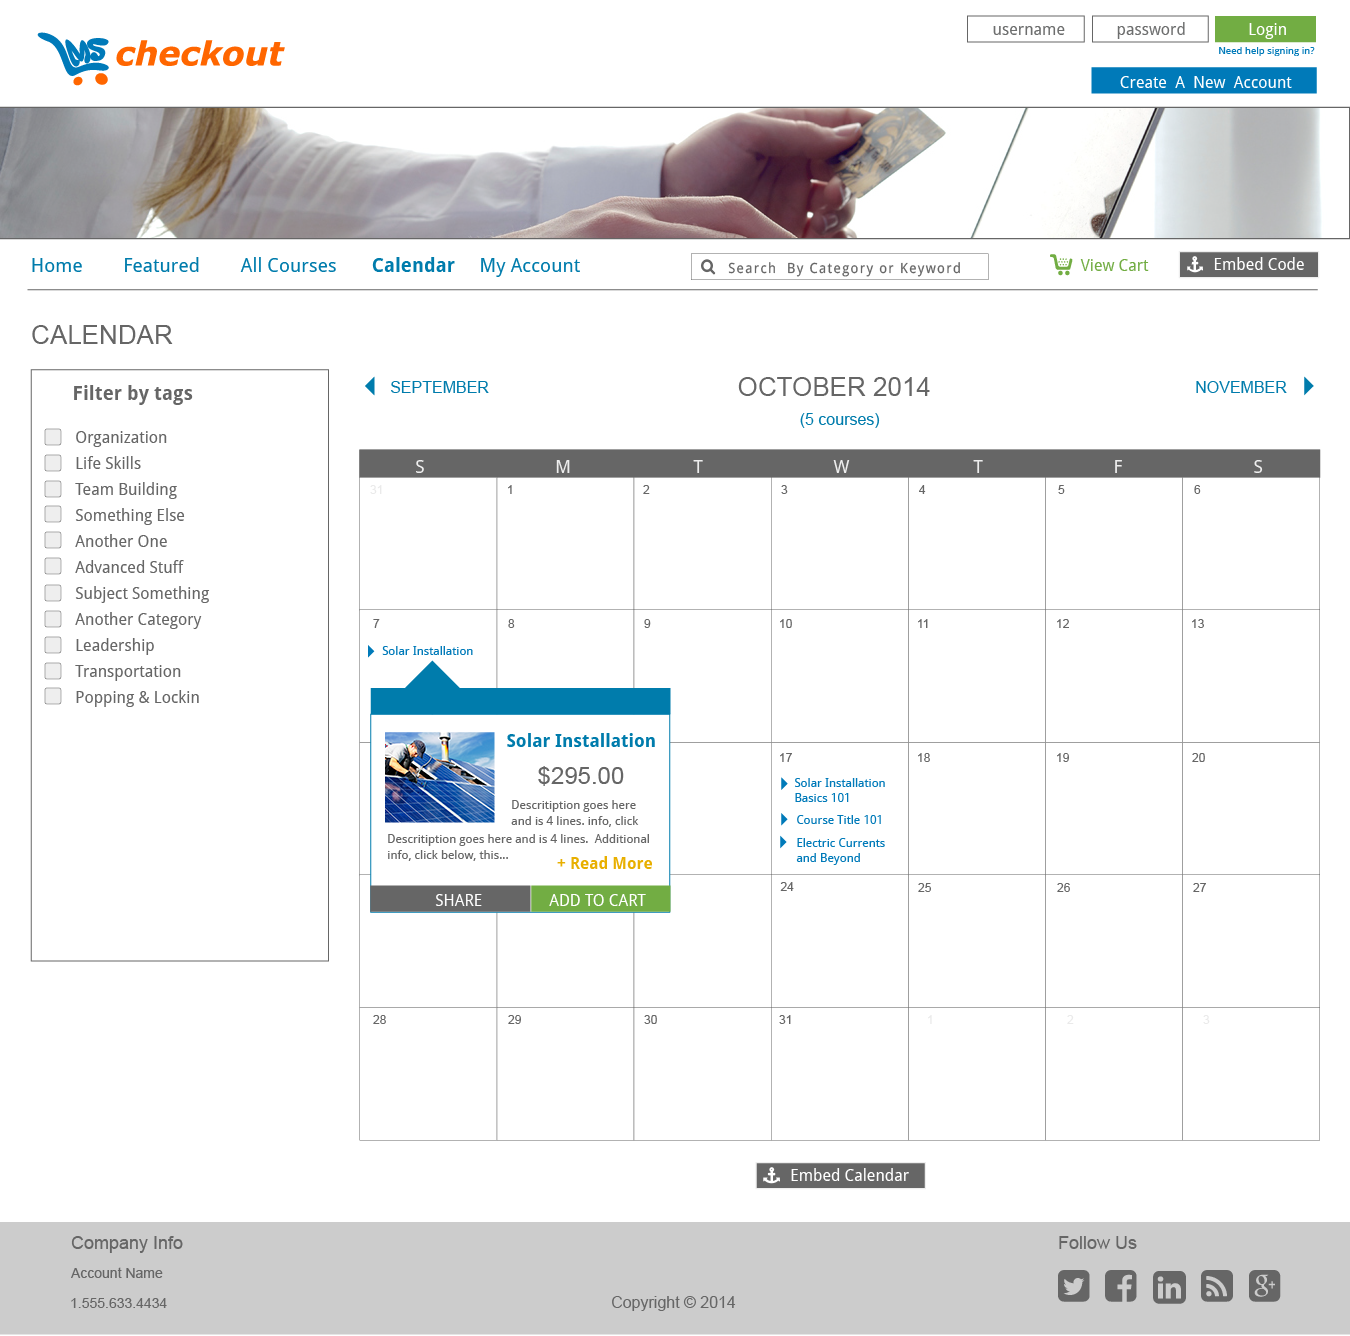 LMS checkout
username
password
Login
Need help signing in?
Create A New Account
Home
Featured
All Courses
Calendar
My Account
Search By Category or Keyword
View Cart
Embed Code
CALENDAR
Filter by tags
Organization
Life Skills
Team Building
Something Else
Another One
Advanced Stuff
Subject Something
Another Category
Leadership
Transportation
Popping & Lockin
SEPTEMBER
OCTOBER 2014
NOVEMBER
(5 courses)
S M T W T F S
31 1 2 3 4 5 6
7 8 9 10 11 12 13
Solar Installation
Solar Installation
$295.00
Descritiption goes here
and is 4 lines. info, click
Descritiption goes here and is 4 lines. Additional
info, click below, this...
+ Read More
SHARE
ADD TO CART
17 18 19 20
Solar Installation
Basics 101
Course Title 101
Electric Currents
and Beyond
24 25 26 27
28 29 30 31 1 2 3
Embed Calendar
Company Info
Account Name
1.555.633.4434
Copyright © 2014
Follow Us